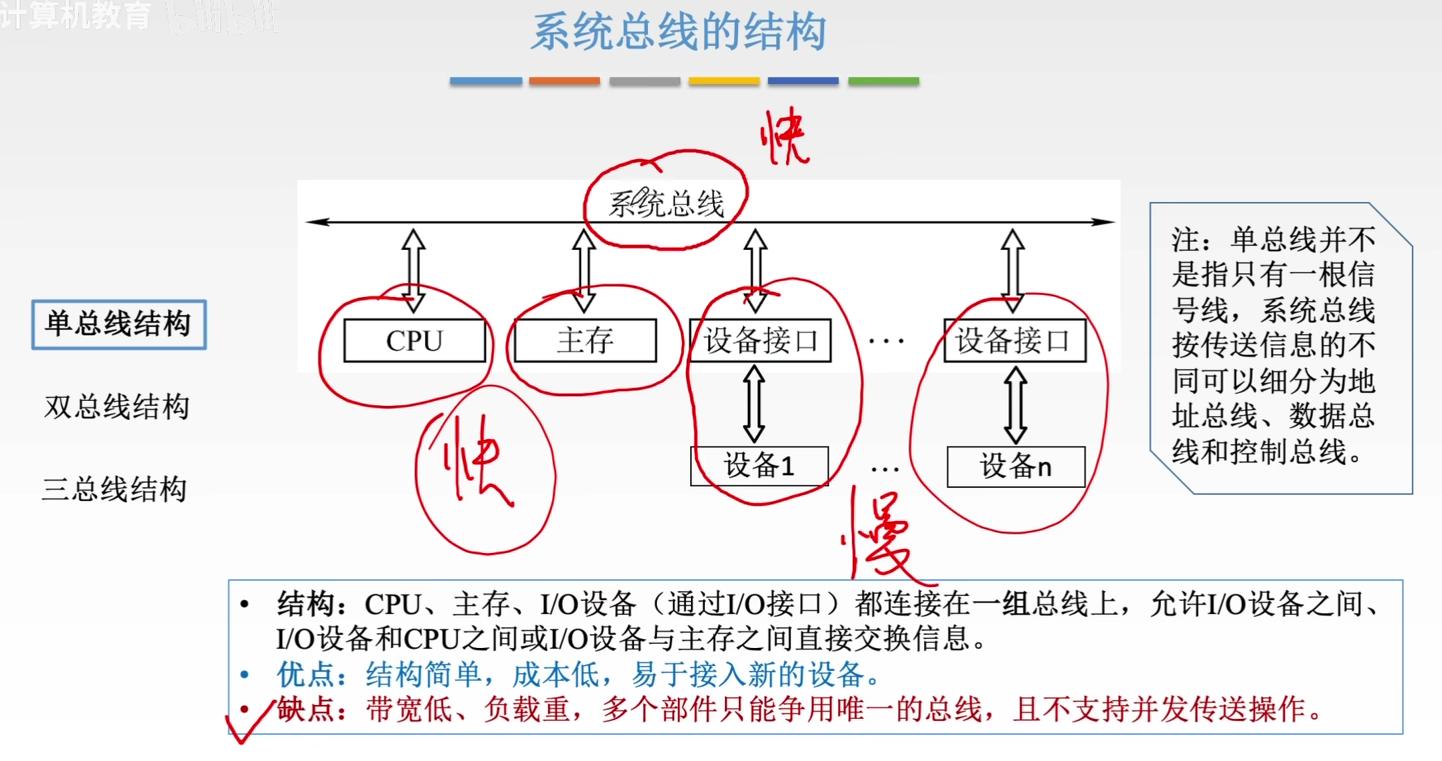 计算机教育 bilibili
系统总线的结构
快
系统总线
CPU
主存
设备接口
...
设备接口
设备1
...
设备n
快
慢
单总线结构
双总线结构
三总线结构
注：单总线并不
是指只有一根信
号线，系统总线
按传送信息的不
同可以细分为地
址总线、数据总
线和控制总线。
• 结构：CPU、主存、I/O设备（通过I/O接口）都连接在一组总线上，允许I/O设备之间、
I/O设备和CPU之间或I/O设备与主存之间直接交换信息。
• 优点：结构简单，成本低，易于接入新的设备。
• 缺点：带宽低、负载重，多个部件只能争用唯一的总线，且不支持并发传送操作。